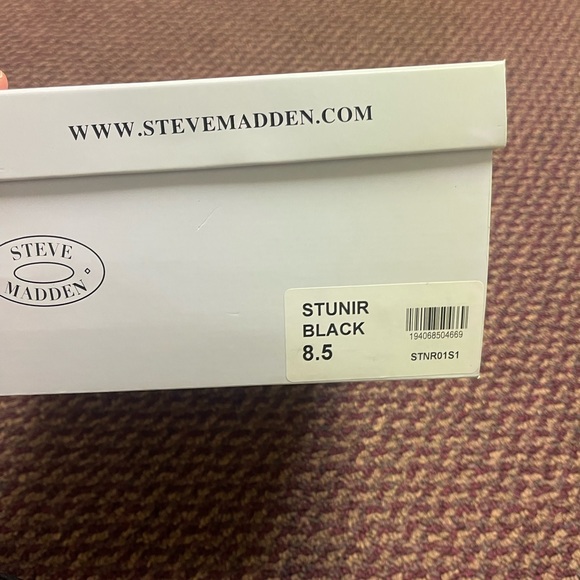 WWW.STEVEMADDEN.COM
STEVE
MADDEN
STUNIR
BLACK
8.5
194068504669
STNR01S1